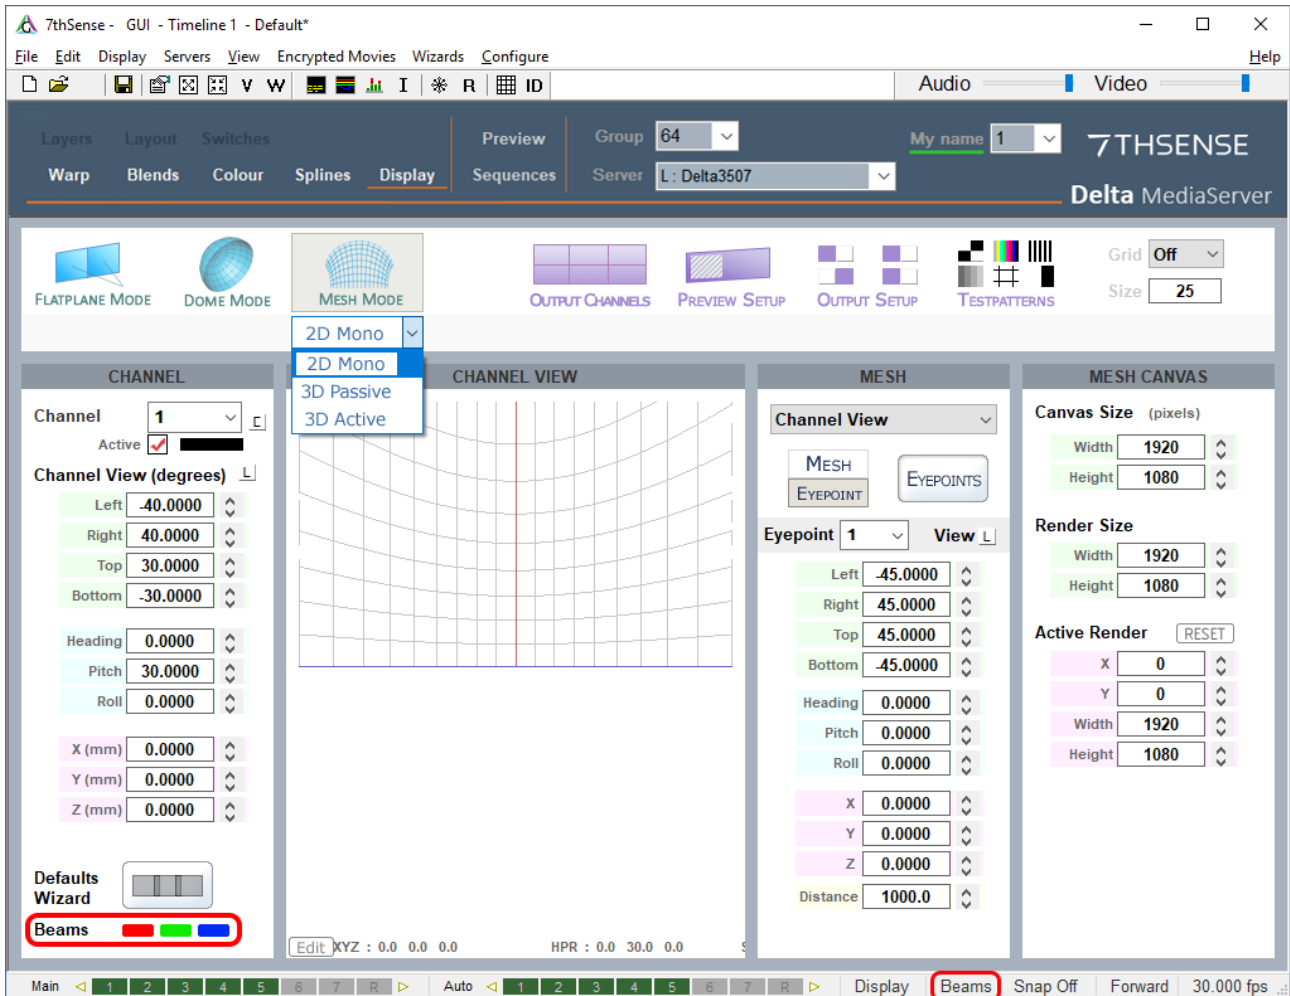 7thSense - GUI - Timeline 1 - Default*
File Edit Display Servers View Encrypted Movies Wizards Configure Help
V W I R ID Audio Video
Layers Layout Switches Preview Group 64 My name 1 7THSENSE
Warp Blends Colour Splines Display Sequences Server L : Delta3507 Delta MediaServer
FLATPLANE MODE DOME MODE MESH MODE OUTPUT CHANNELS PREVIEW SETUP OUTPUT SETUP TESTPATTERNS
Grid Off
Size 25
2D Mono
2D Mono
3D Passive
3D Active
CHANNEL
Channel 1 C
Active
Channel View (degrees) L
Left -40.0000
Right 40.0000
Top 30.0000
Bottom -30.0000
Heading 0.0000
Pitch 30.0000
Roll 0.0000
X (mm) 0.0000
Y (mm) 0.0000
Z (mm) 0.0000
Defaults
Wizard
Beams
CHANNEL VIEW
Edit XYZ : 0.0 0.0 0.0 HPR : 0.0 30.0 0.0
MESH
Channel View
MESH
EYEPOINT
EYEPOINTS
Eyepoint 1 View L
Left -45.0000
Right 45.0000
Top 45.0000
Bottom -45.0000
Heading 0.0000
Pitch 0.0000
Roll 0.0000
X 0.0000
Y 0.0000
Z 0.0000
Distance 1000.0
MESH CANVAS
Canvas Size (pixels)
Width 1920
Height 1080
Render Size
Width 1920
Height 1080
Active Render RESET
X 0
Y 0
Width 1920
Height 1080
Main 1 2 3 4 5 6 7 R Auto 1 2 3 4 5 6 7 R Display Beams Snap Off Forward 30.000 fps